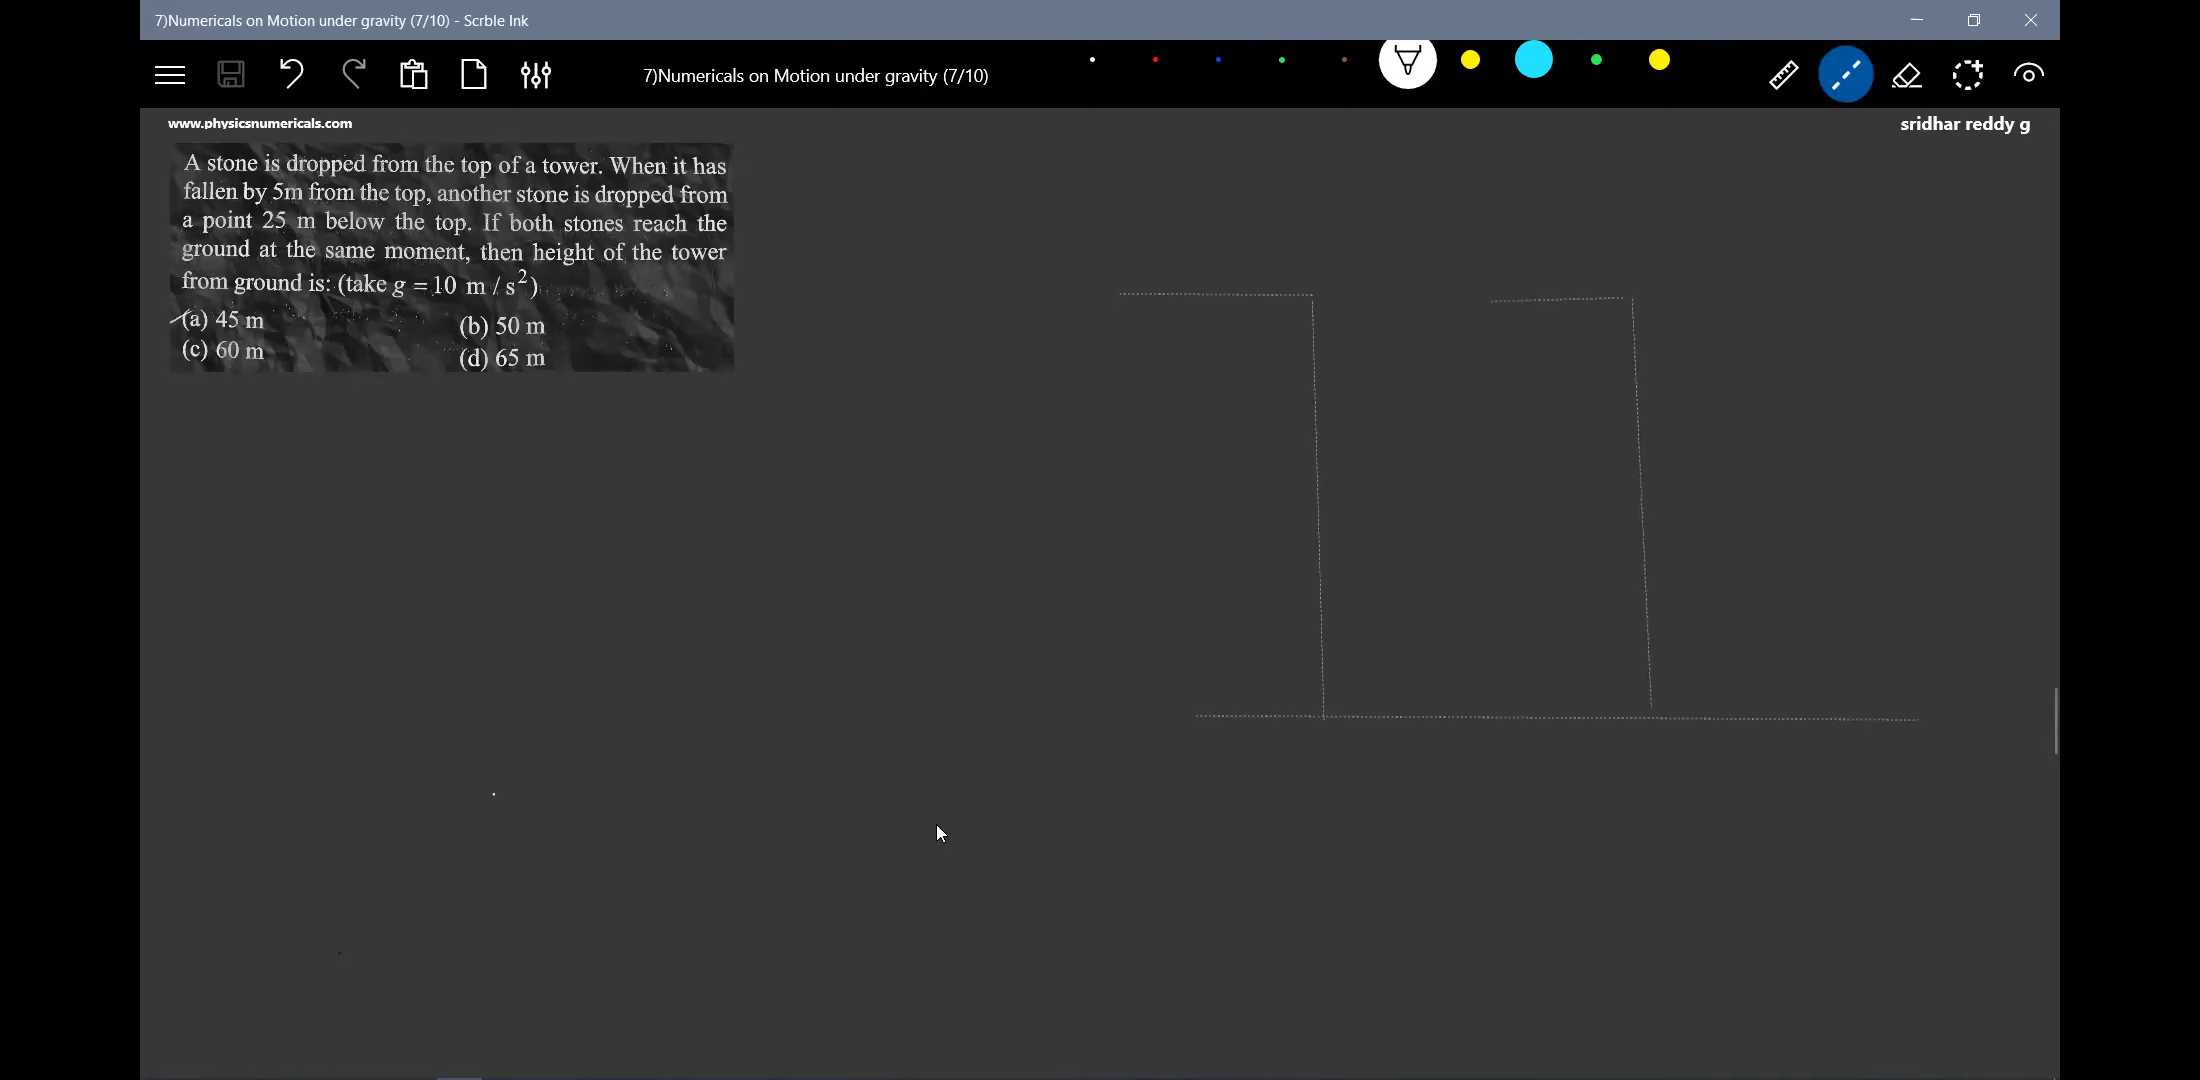 7)Numericals on Motion under gravity (7/10) - Scrble Ink
7)Numericals on Motion under gravity (7/10)
www.physicsnumericals.com
sridhar reddy g
A stone is dropped from the top of a tower. When it has
fallen by 5m from the top, another stone is dropped from
a point 25 m below the top. If both stones reach the
ground at the same moment, then height of the tower
from ground is: (take g = 10 m / s²)
(a) 45 m
(b) 50 m
(c) 60 m
(d) 65 m